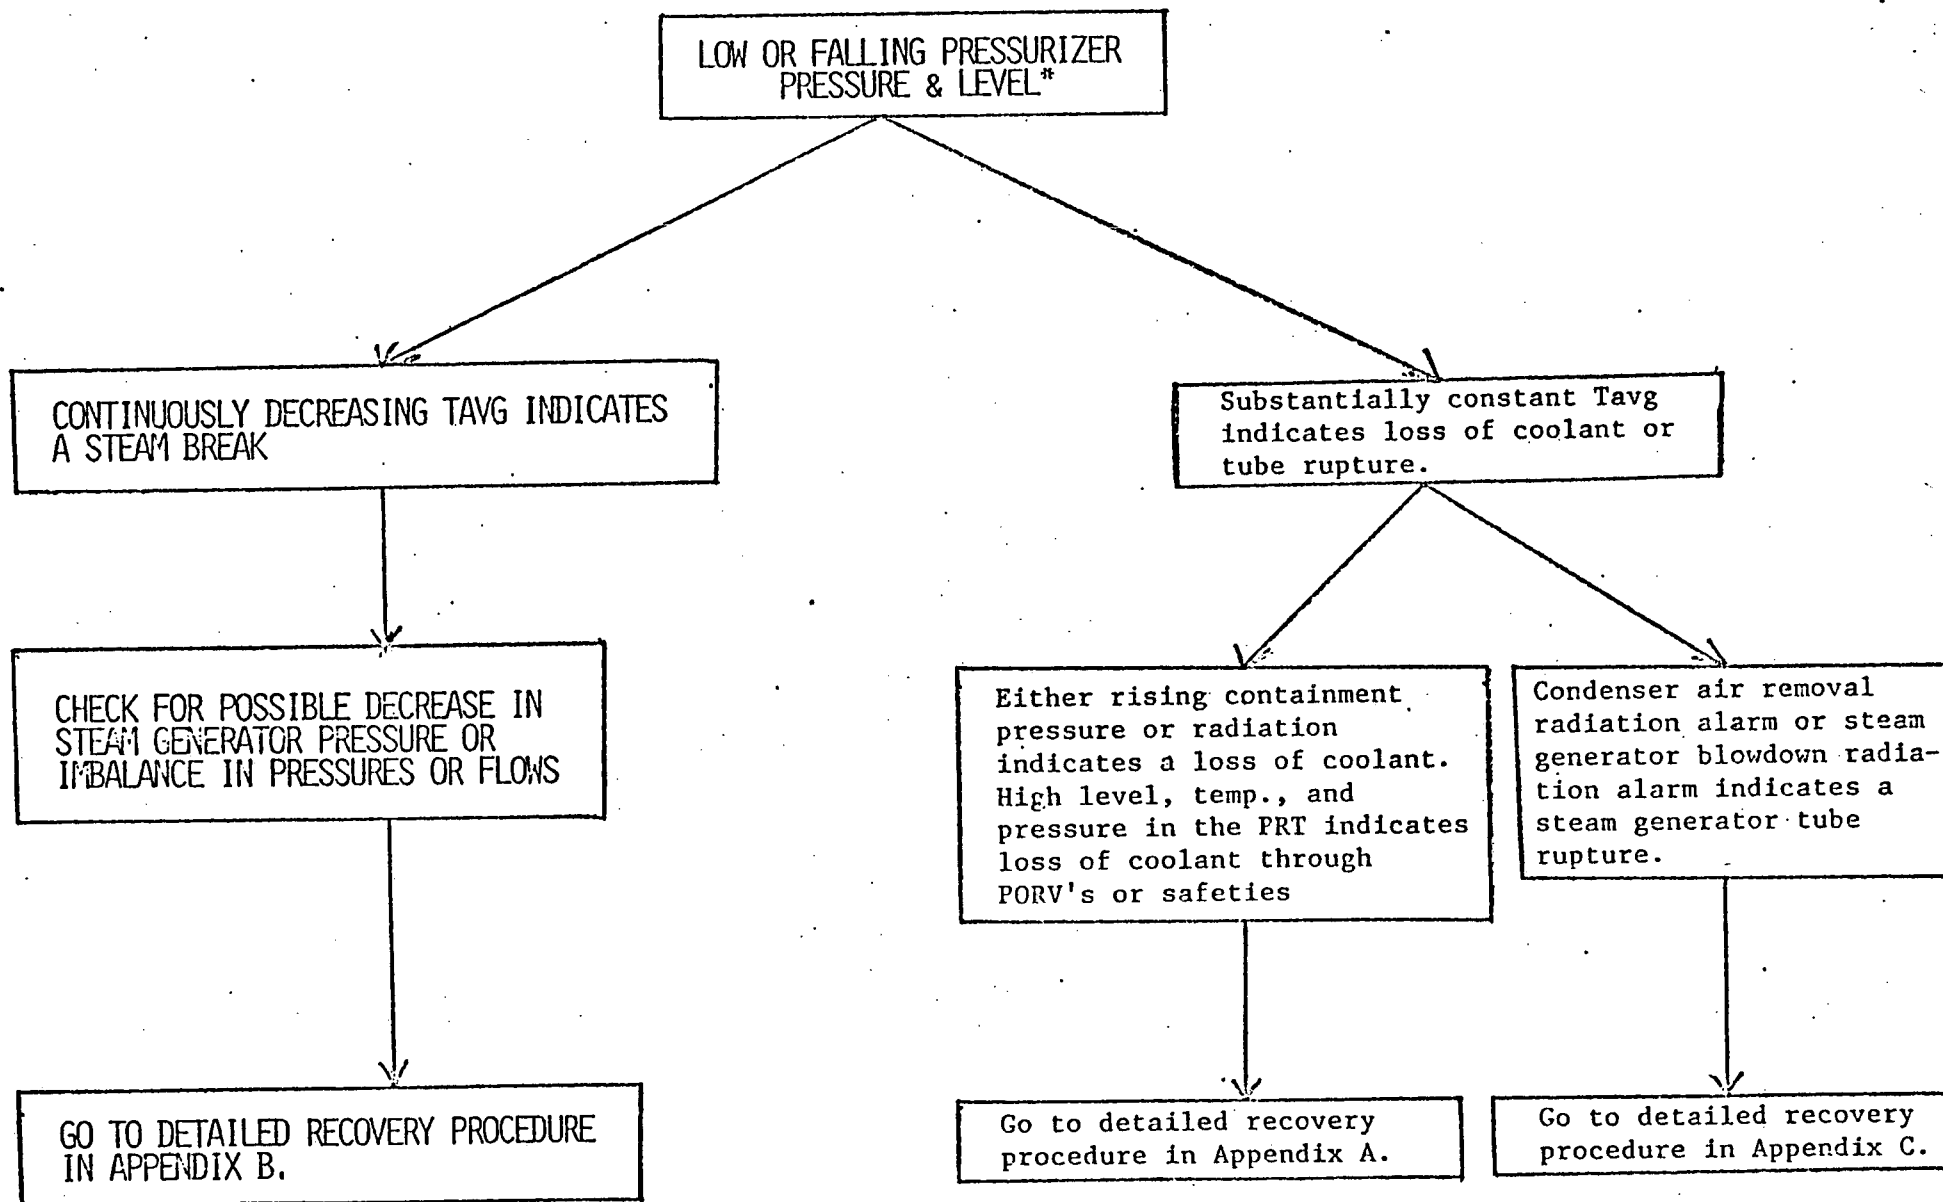 LOW OR FALLING PRESSURIZER
PRESSURE & LEVEL*
CONTINUOUSLY DECREASING TAVG INDICATES
A STEAM BREAK
Substantially constant Tavg
indicates loss of coolant or
tube rupture.
CHECK FOR POSSIBLE DECREASE IN
STEAM GENERATOR PRESSURE OR
IMBALANCE IN PRESSURES OR FLOWS
Either rising containment
pressure or radiation
indicates a loss of coolant.
High level, temp., and
pressure in the PRT indicates
loss of coolant through
PORV's or safeties
Condenser air removal
radiation alarm or steam
generator blowdown radia-
tion alarm indicates a
steam generator tube
rupture.
GO TO DETAILED RECOVERY PROCEDURE
IN APPENDIX B.
Go to detailed recovery
procedure in Appendix A.
Go to detailed recovery
procedure in Appendix C.